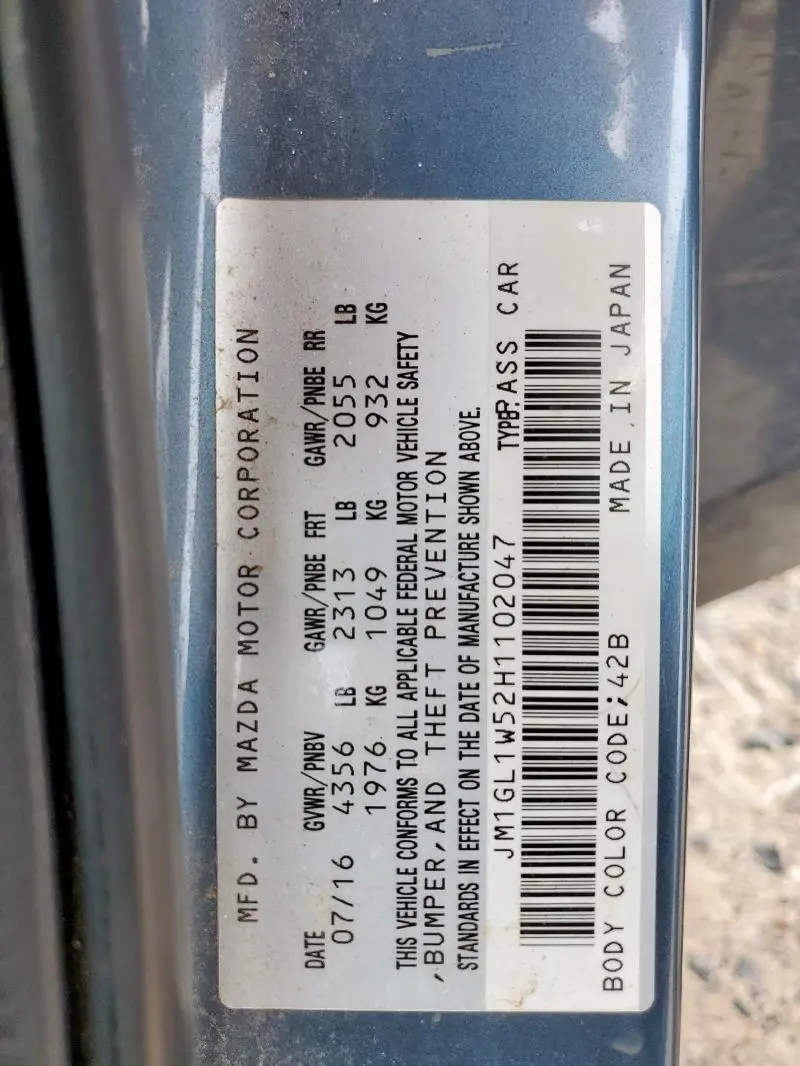 MFD. BY MAZDA MOTOR CORPORATION
DATE GVWR/PNBV GAWR/PNBE FRT GAWR/PNBE RR
07/16 4356 LB 2313 LB 2055 LB
1976 KG 1049 KG 932 KG
THIS VEHICLE CONFORMS TO ALL APPLICABLE FEDERAL MOTOR VEHICLE SAFETY
,BUMPER,AND THEFT PREVENTION
STANDARDS IN EFFECT ON THE DATE OF MANUFACTURE SHOWN ABOVE.
JM1GL1W52H1102047 TYPE:PASS CAR
BODY COLOR CODE:42B MADE IN JAPAN